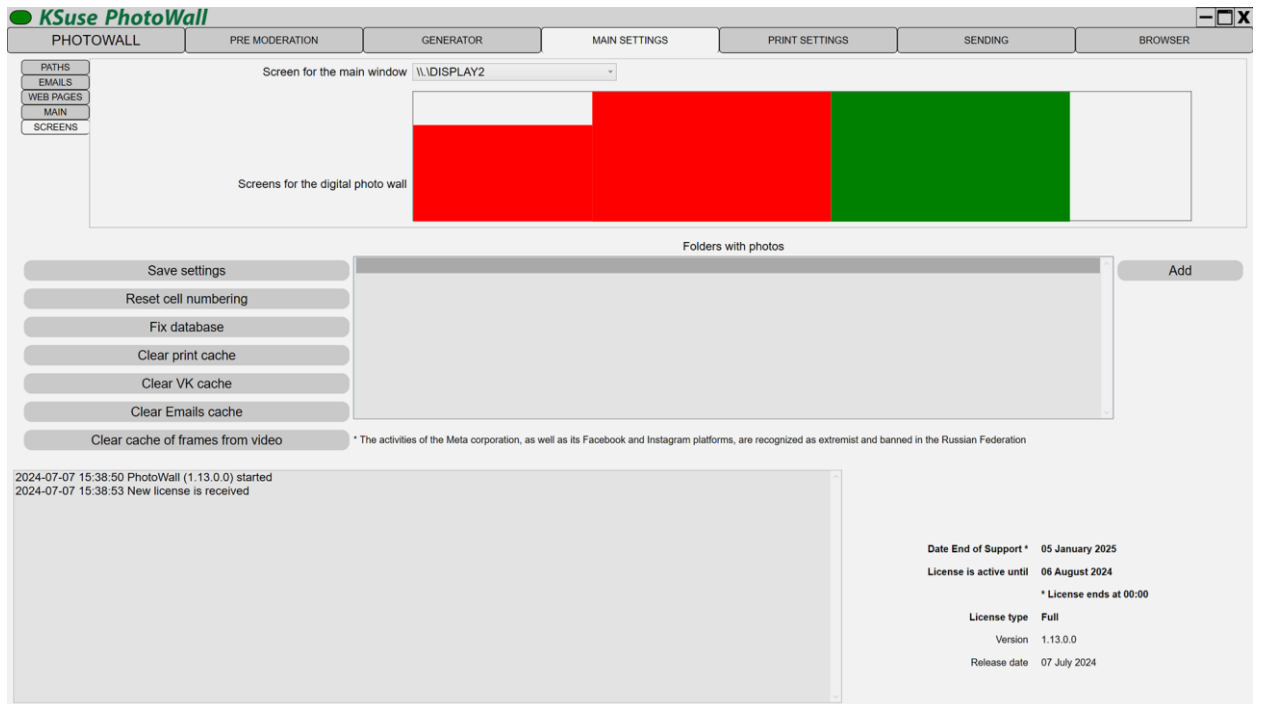 KSuse PhotoWall
PHOTOWALL PRE MODERATION GENERATOR MAIN SETTINGS PRINT SETTINGS SENDING BROWSER
PATHS
EMAILS
WEB PAGES
MAIN
SCREENS
Screen for the main window \\.\DISPLAY2
Screens for the digital photo wall
Folders with photos
Save settings
Add
Reset cell numbering
Fix database
Clear print cache
Clear VK cache
Clear Emails cache
Clear cache of frames from video
* The activities of the Meta corporation, as well as its Facebook and Instagram platforms, are recognized as extremist and banned in the Russian Federation
2024-07-07 15:38:50 PhotoWall (1.13.0.0) started
2024-07-07 15:38:53 New license is received
Date End of Support * 05 January 2025
License is active until 06 August 2024
* License ends at 00:00
License type Full
Version 1.13.0.0
Release date 07 July 2024